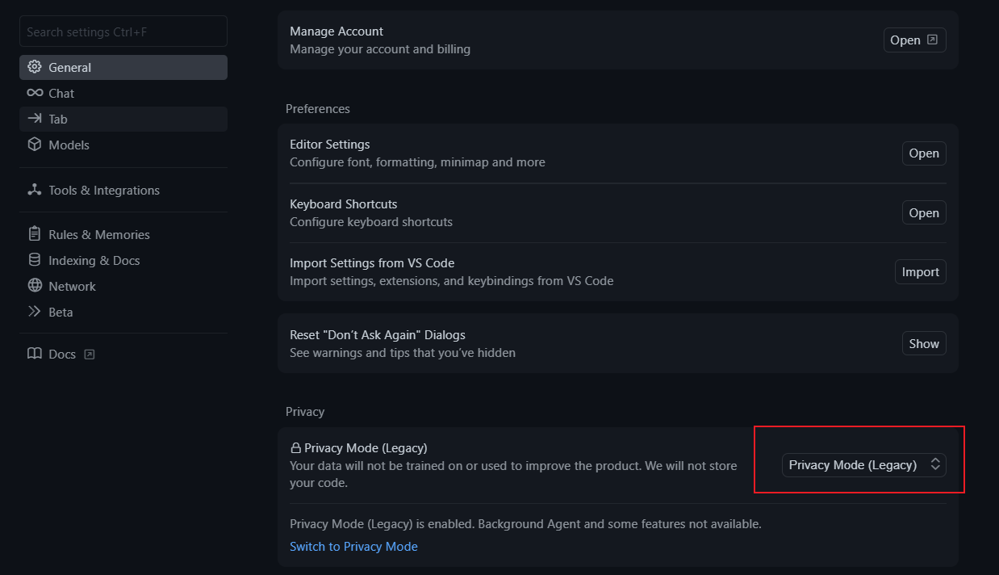 Search settings Ctrl+F
General
Chat
Tab
Models
Tools & Integrations
Rules & Memories
Indexing & Docs
Network
Beta
Docs
Manage Account
Manage your account and billing
Open
Preferences
Editor Settings
Configure font, formatting, minimap and more
Open
Keyboard Shortcuts
Configure keyboard shortcuts
Open
Import Settings from VS Code
Import settings, extensions, and keybindings from VS Code
Import
Reset "Don’t Ask Again" Dialogs
See warnings and tips that you’ve hidden
Show
Privacy
Privacy Mode (Legacy)
Your data will not be trained on or used to improve the product. We will not store
your code.
Privacy Mode (Legacy)
Privacy Mode (Legacy) is enabled. Background Agent and some features not available.
Switch to Privacy Mode